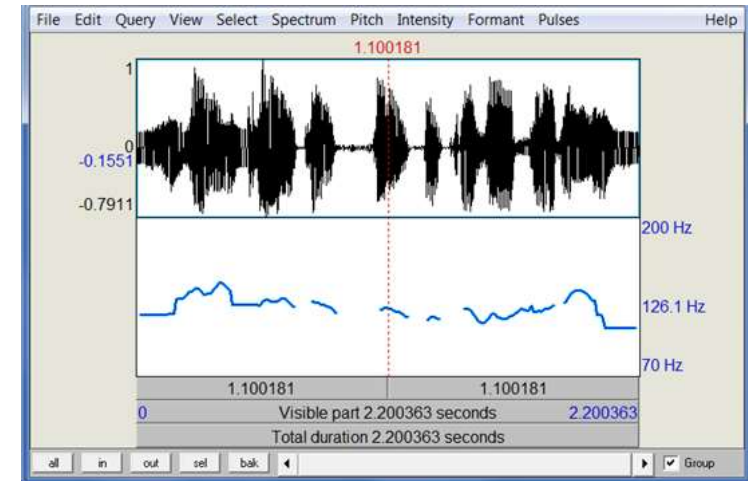 File Edit Query View Select Spectrum Pitch Intensity Formant Pulses Help
1.100181
1
0
-0.1551
-0.7911
200 Hz
126.1 Hz
70 Hz
1.100181 1.100181
0 Visible part 2.200363 seconds 2.200363
Total duration 2.200363 seconds
all in out sel bak Group